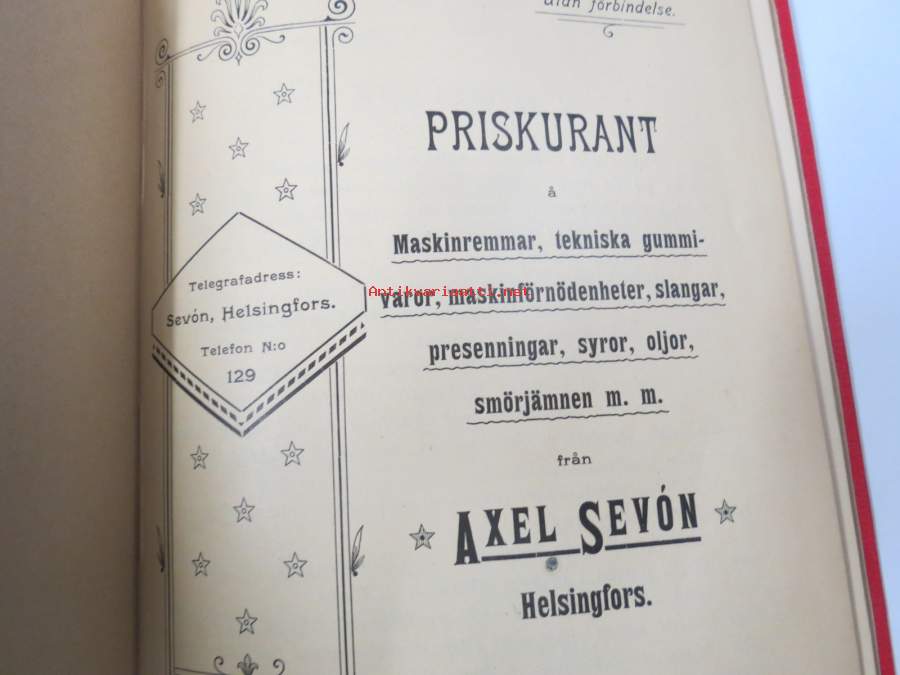 utan förbindelse.
PRISKURANT
å
Maskinremmar, tekniska gummi-
varor, maskinförnödenheter, slangar,
presenningar, syror, oljor,
smörjämnen m. m.
från
AXEL SEVÓN
Helsingfors.
Telegrafadress:
Sevón, Helsingfors.
Telefon N:o
129
Antikvariaatti.net